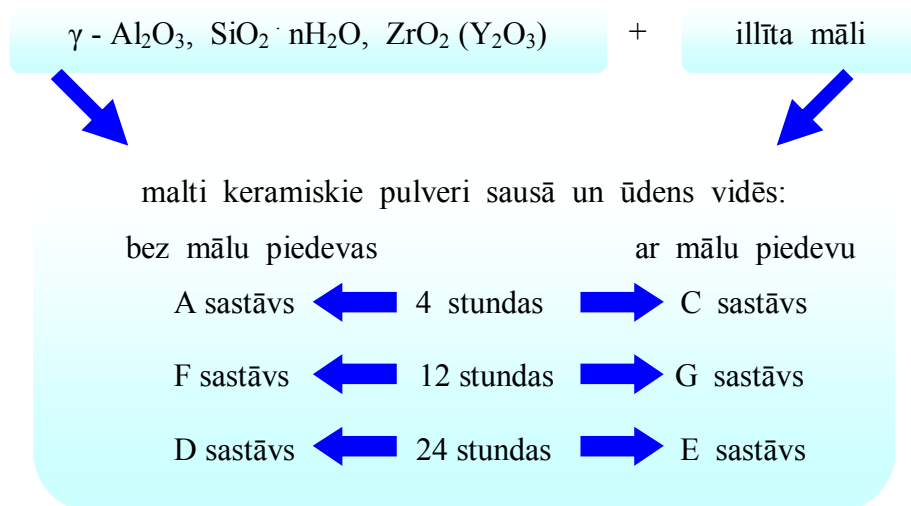 γ - Al₂O₃, SiO₂ · nH₂O, ZrO₂ (Y₂O₃) + illīta māli
malti keramiskie pulveri sausā un ūdens vidēs:
bez mālu piedevas ar mālu piedevu
A sastāvs 4 stundas C sastāvs
F sastāvs 12 stundas G sastāvs
D sastāvs 24 stundas E sastāvs